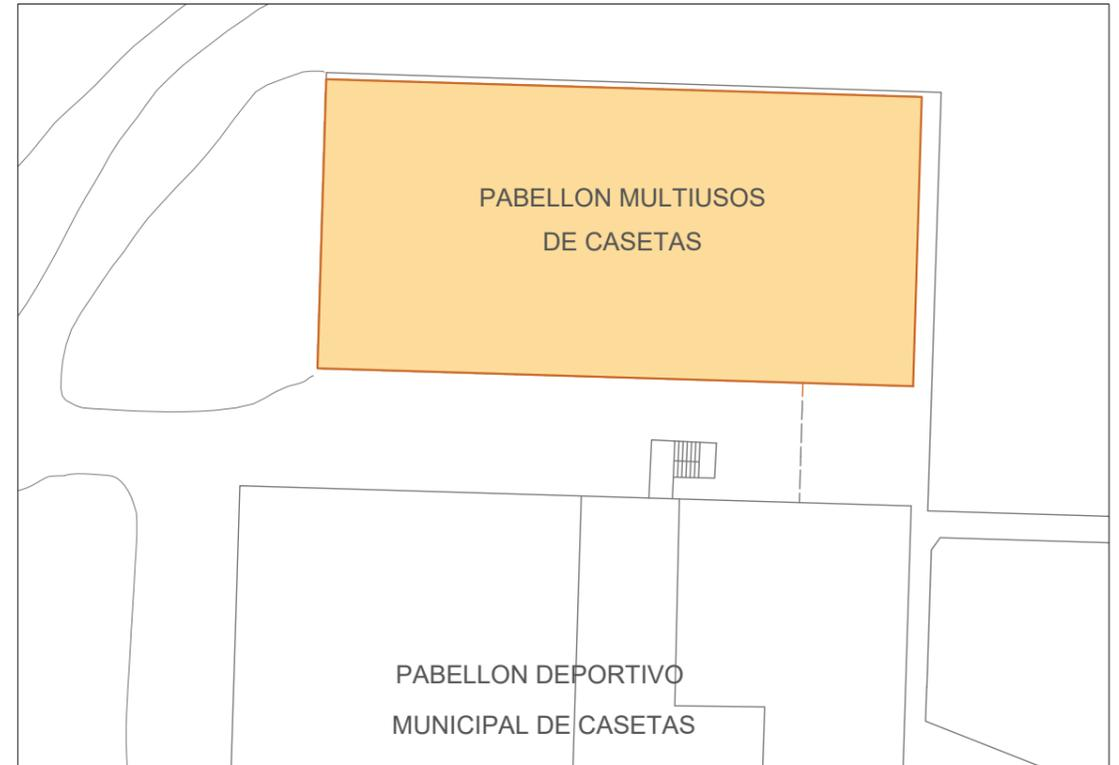 PABELLON MULTIUSOS
DE CASETAS
PABELLON DEPORTIVO
MUNICIPAL DE CASETAS